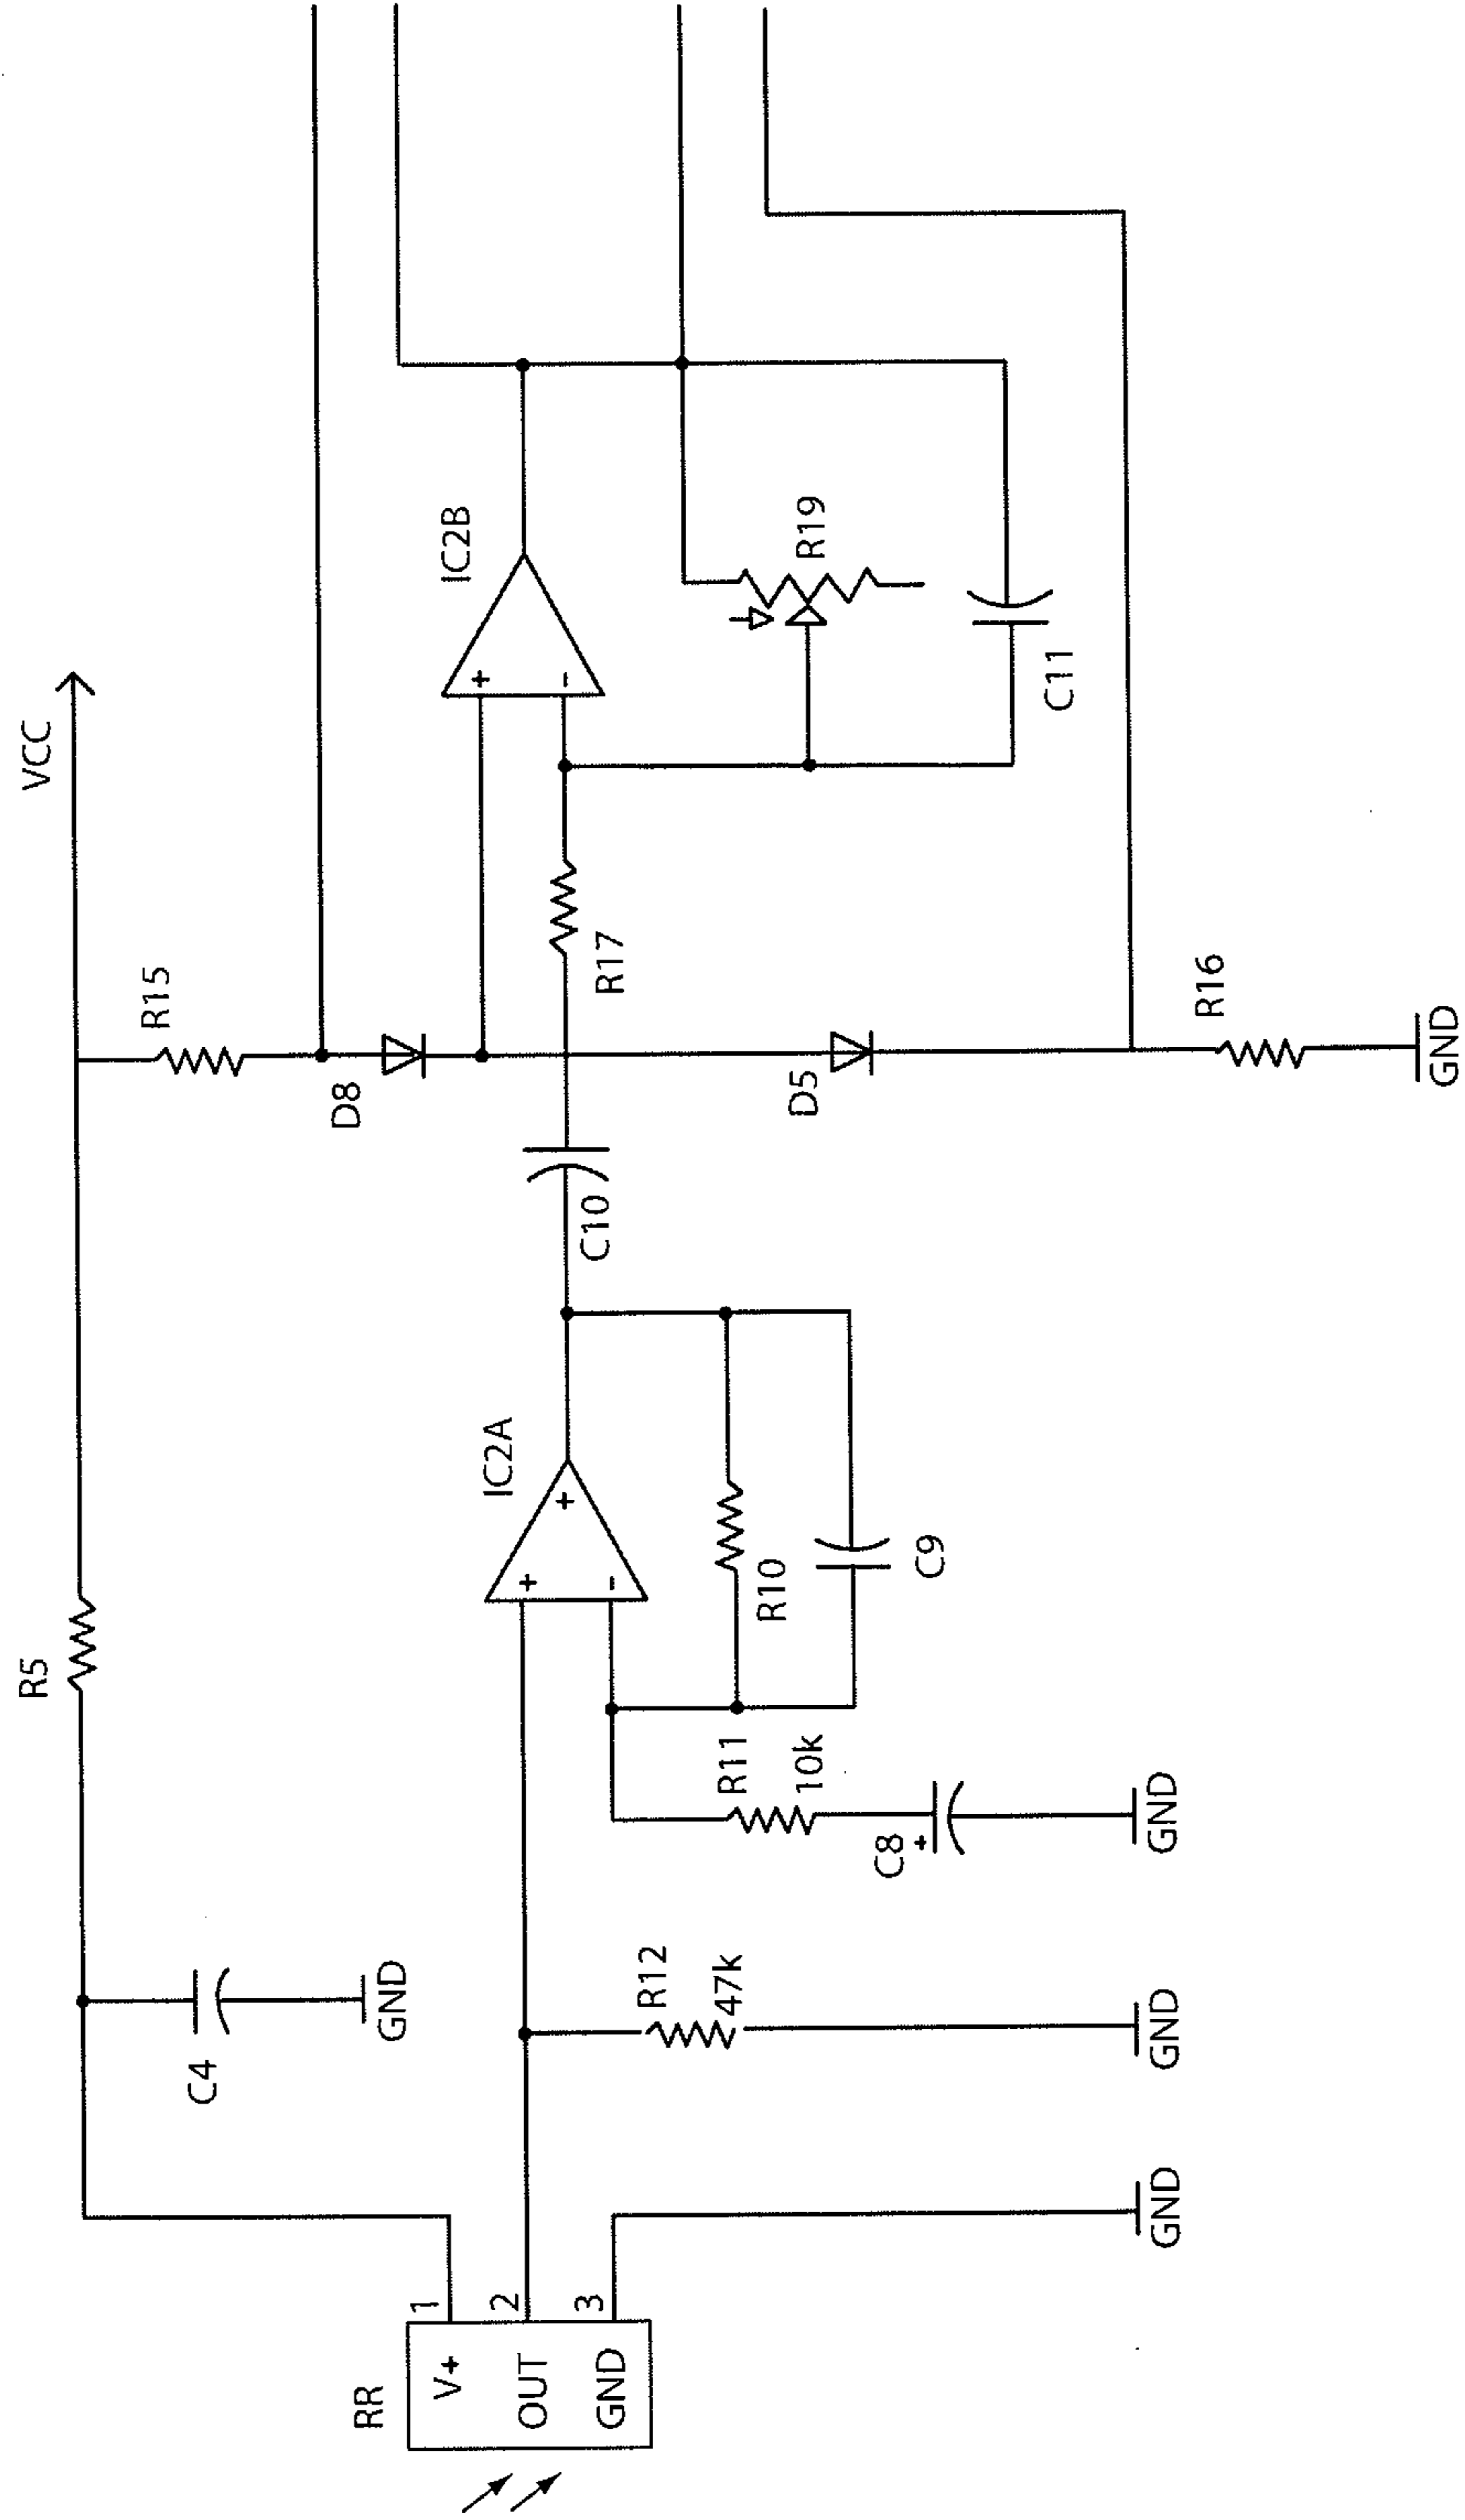 VCC
R5
R15
C4
GND
D8
IC2B
IC2A
+
-
+
+
-
R17
R19
C10
D5
C11
R10
C9
R16
GND
R11
10k
C8
+
GND
R12
47k
GND
RR
V+
1
OUT
2
GND
3
GND